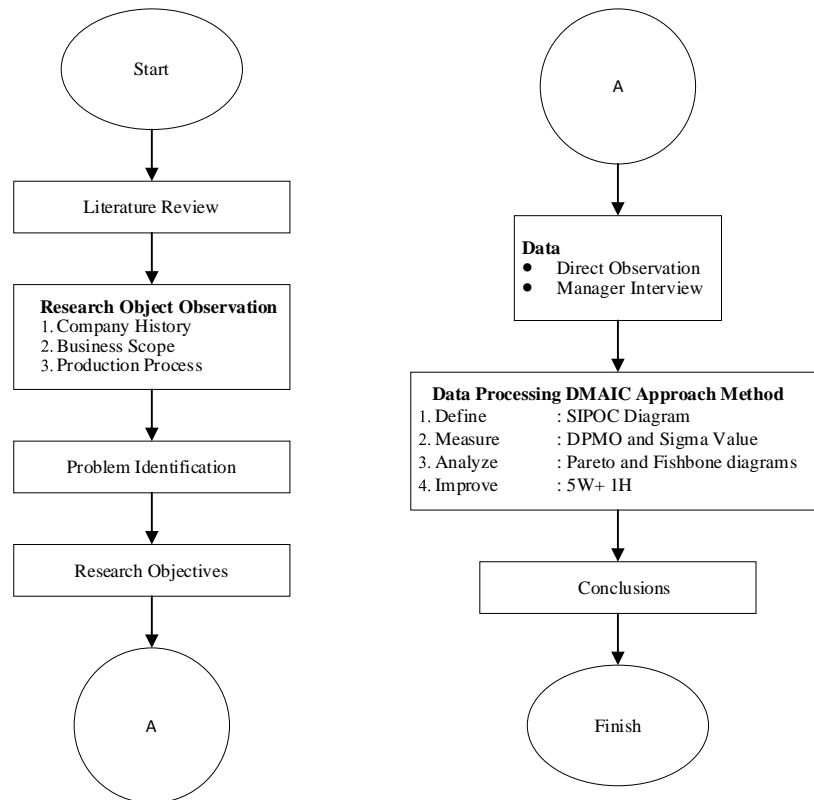 Start
Literature Review
Research Object Observation
1. Company History
2. Business Scope
3. Production Process
Problem Identification
Research Objectives
A
A
Data
● Direct Observation
● Manager Interview
Data Processing DMAIC Approach Method
1. Define : SIPOC Diagram
2. Measure : DPMO and Sigma Value
3. Analyze : Pareto and Fishbone diagrams
4. Improve : 5W+ 1H
Conclusions
Finish